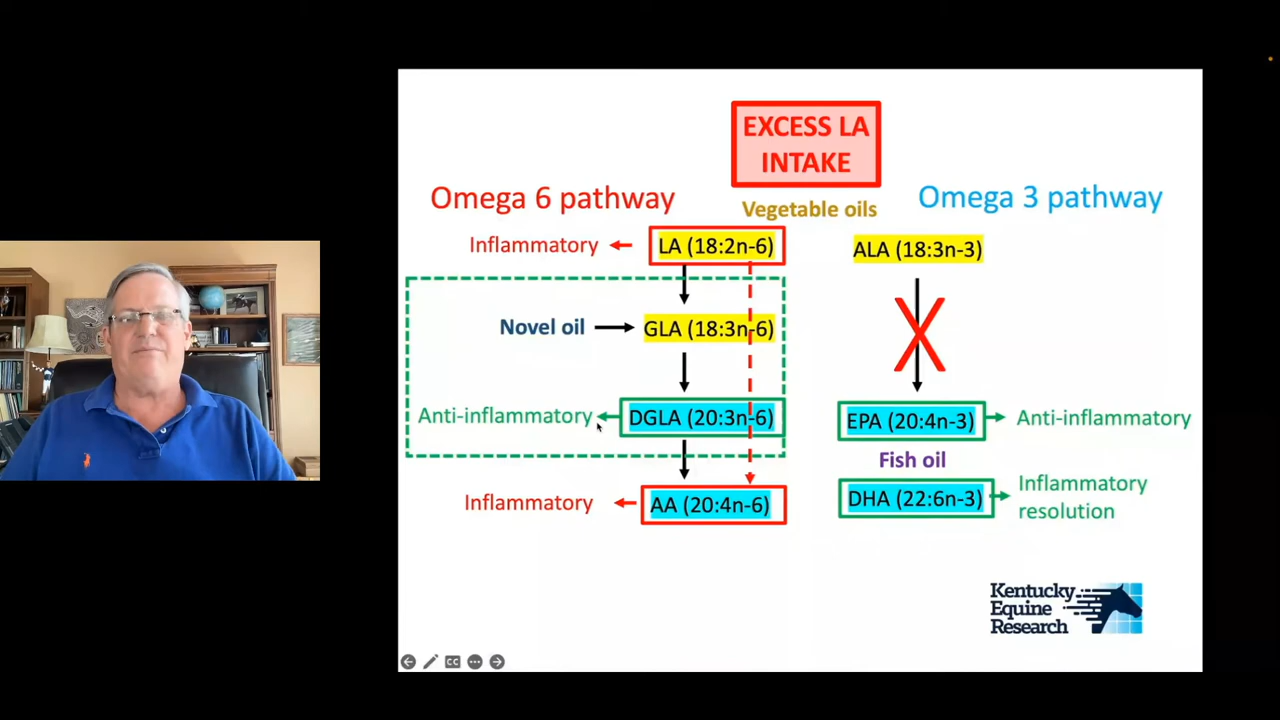 EXCESS LA
INTAKE
Omega 6 pathway
Vegetable oils
Omega 3 pathway
Inflammatory
LA (18:2n-6)
ALA (18:3n-3)
Novel oil
GLA (18:3n-6)
Anti-inflammatory
DGLA (20:3n-6)
EPA (20:4n-3)
Anti-inflammatory
Fish oil
Inflammatory
AA (20:4n-6)
DHA (22:6n-3)
Inflammatory
resolution
Kentucky
Equine
Research
CC